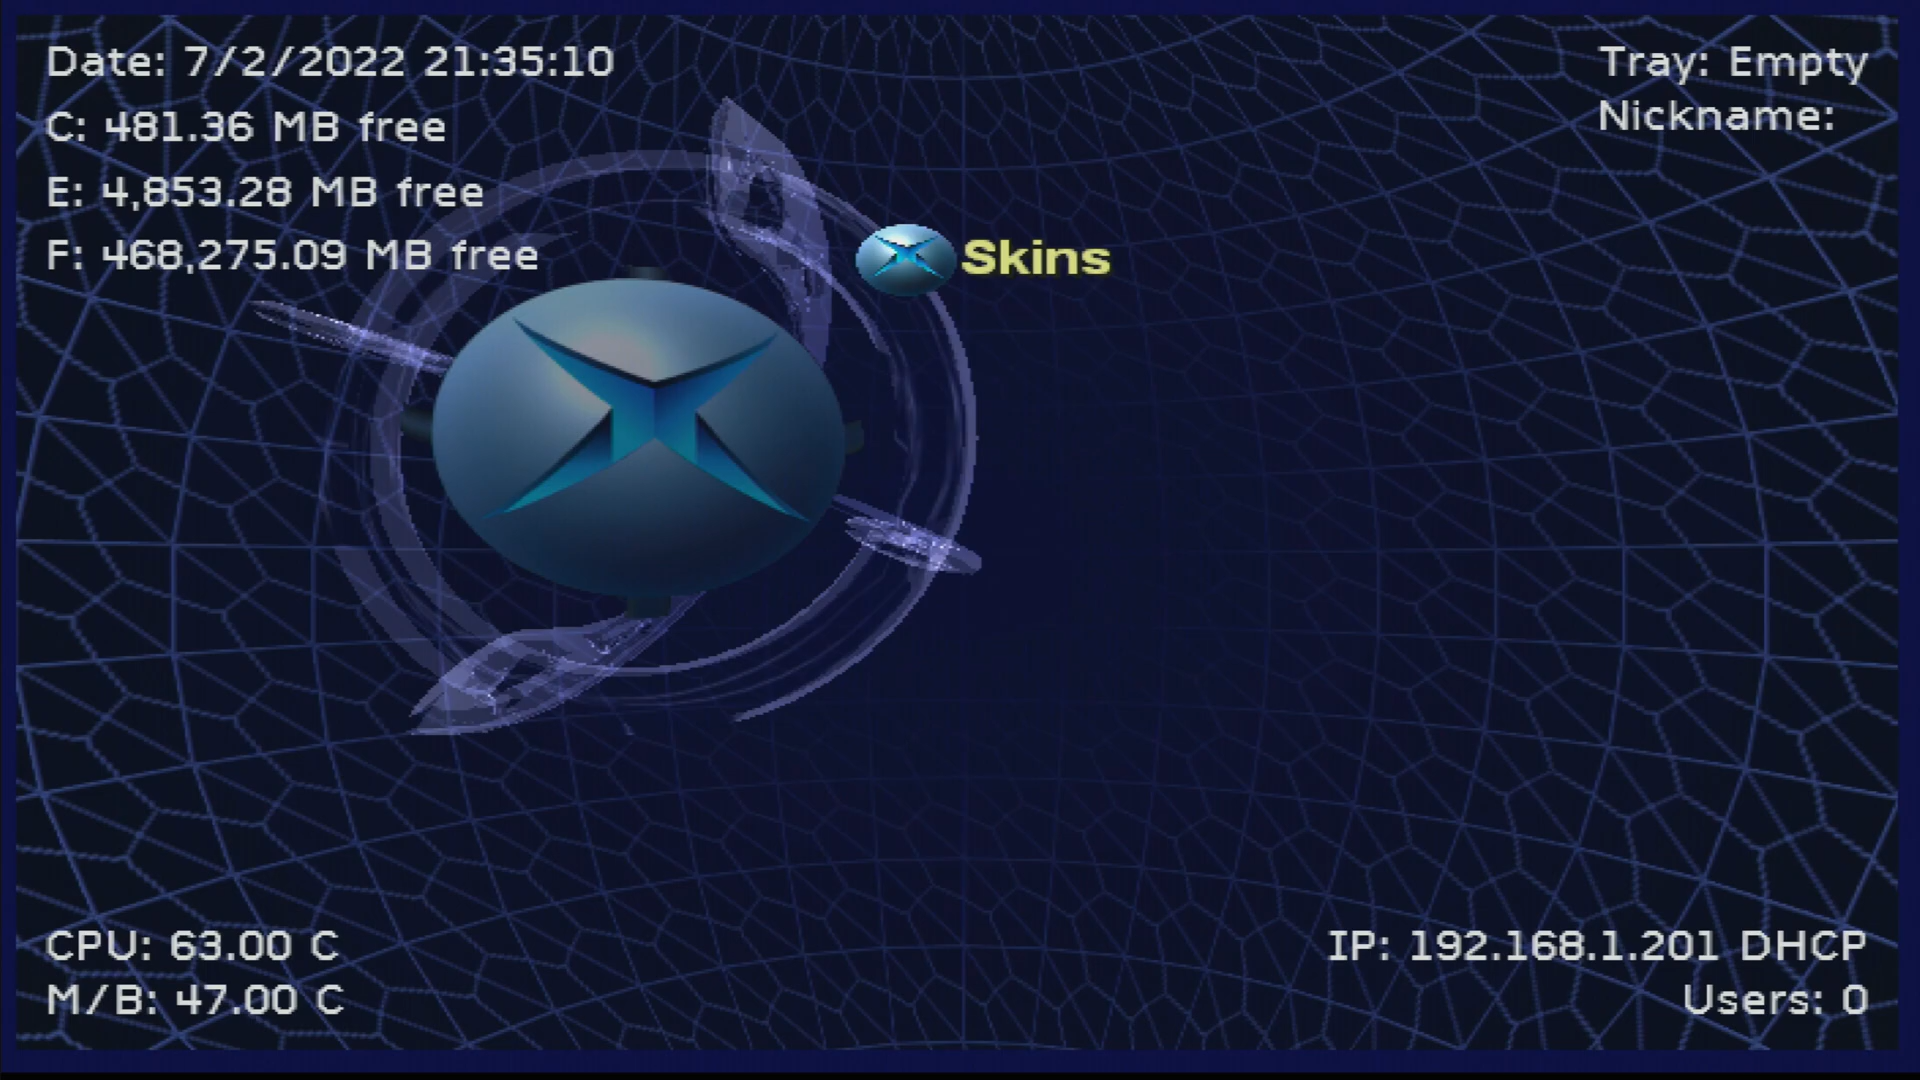 Date: 7/2/2022 21:35:10
C: 481.36 MB free
E: 4,853.28 MB free
F: 468,275.09 MB free
Tray: Empty
Nickname:
Skins
CPU: 63.00 C
M/B: 47.00 C
IP: 192.168.1.201 DHCP
Users: 0